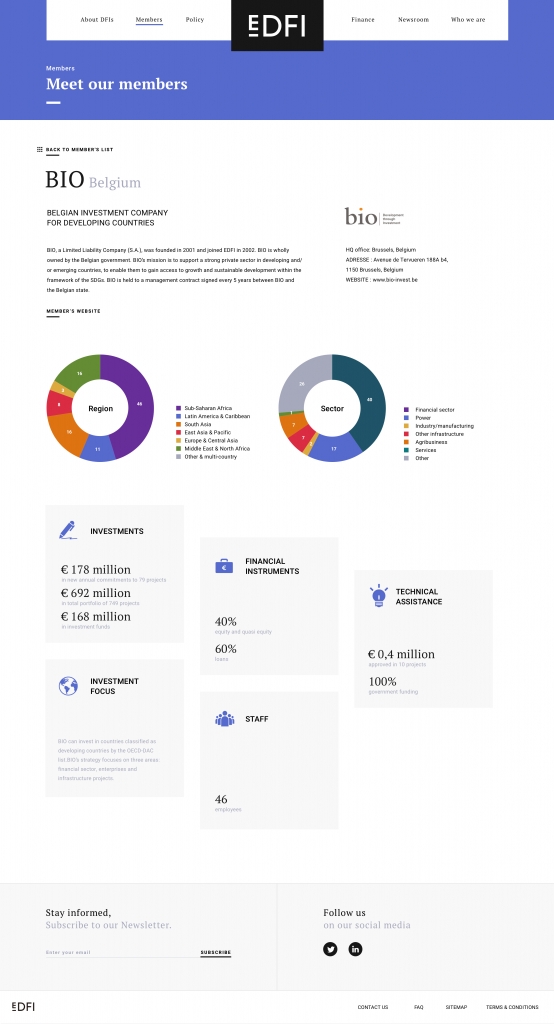 About DFIs
Members
Policy
EDFI
Finance
Newsroom
Who we are
Members
Meet our members
BACK TO MEMBER'S LIST
BIO Belgium
BELGIAN INVESTMENT COMPANY
FOR DEVELOPING COUNTRIES
bio
Development
through
Investment
BIO, a Limited Liability Company (S.A.), was founded in 2001 and joined EDFI in 2002. BIO is wholly
owned by the Belgian government. BIO's mission is to support a strong private sector in developing and/
or emerging countries, to enable them to gain access to growth and sustainable development within the
framework of the SDGs. BIO is held to a management contract signed every 5 years between BIO and
the Belgian state.
HQ office: Brussels, Belgium
ADRESSE : Avenue de Tervueren 188A b4,
1150 Brussels, Belgium
WEBSITE : www.bio-invest.be
MEMBER'S WEBSITE
Region
11
16
Sub-Saharan Africa
Latin America & Caribbean
South Asia
East Asia & Pacific
Europe & Central Asia
Middle East & North Africa
Other & multi-country
Sector
40
17
7
7
Financial sector
Power
Industry/manufacturing
Other infrastructure
Agribusiness
Services
Other
INVESTMENTS
€ 178 million
in new annual commitments to 79 projects
€ 692 million
in total portfolio of 749 projects
€ 168 million
in investment funds
FINANCIAL
INSTRUMENTS
40%
equity and quasi equity
60%
loans
TECHNICAL
ASSISTANCE
€ 0,4 million
approved in 10 projects
100%
government funding
INVESTMENT
FOCUS
BIO can invest in countries classified as
developing countries by the OECD DAC
list.BIO's strategy focuses on three areas:
financial sector, enterprises and
infrastructure projects.
STAFF
46
employees
Stay informed,
Subscribe to our Newsletter.
Enter your email
SUBSCRIBE
Follow us
on our social media
EDFI
CONTACT US
FAQ
SITEMAP
TERMS & CONDITIONS